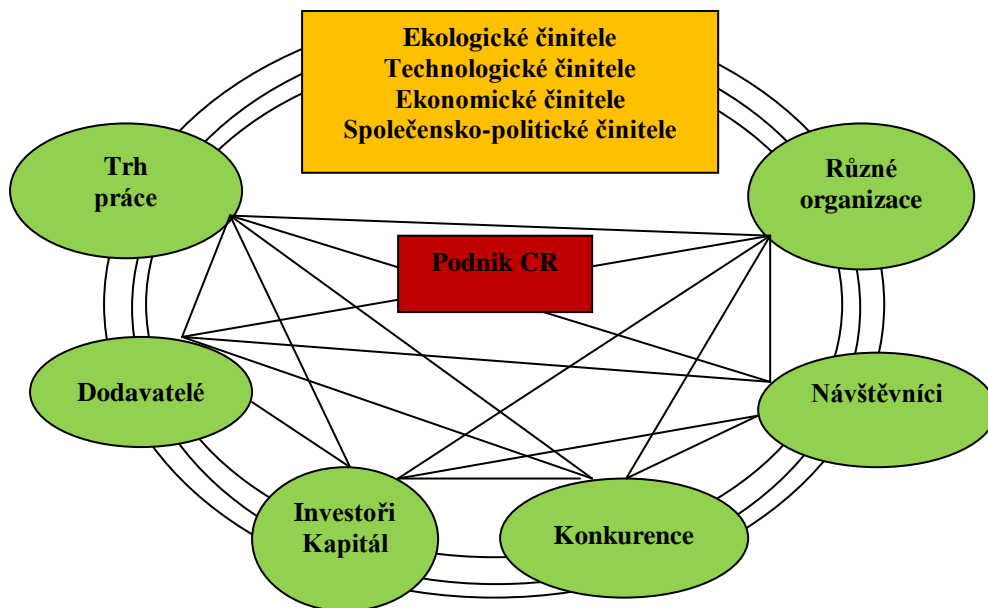 Ekologické činitele
Technologické činitele
Ekonomické činitele
Společensko-politické činitele
Trh
práce
Různé
organizace
Podnik CR
Dodavatelé
Návštěvníci
Investoři
Kapitál
Konkurence